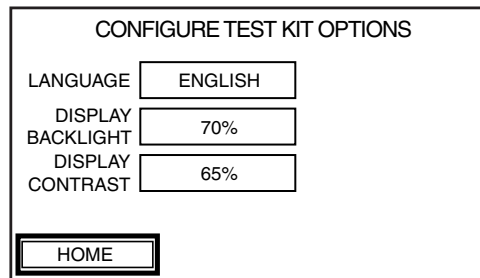 CONFIGURE TEST KIT OPTIONS
LANGUAGE ENGLISH
DISPLAY
BACKLIGHT 70%
DISPLAY
CONTRAST 65%
HOME